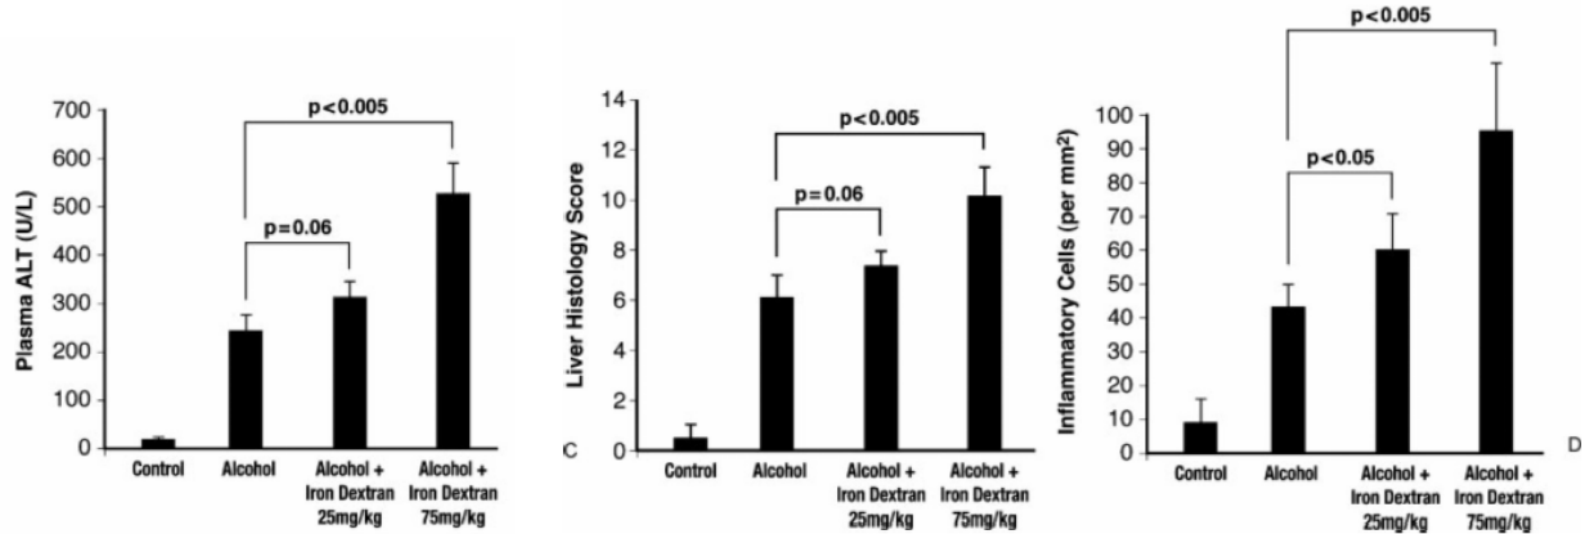 Plasma ALT (U/L)
700
600
500
400
300
200
100
0
p<0.005
p=0.06
Control
Alcohol
Alcohol +
Iron Dextran
25mg/kg
Alcohol +
Iron Dextran
75mg/kg
C
Liver Histology Score
14
12
10
8
6
4
2
0
p<0.005
p=0.06
Control
Alcohol
Alcohol +
Iron Dextran
25mg/kg
Alcohol +
Iron Dextran
75mg/kg
Inflammatory Cells (per mm²)
100
90
80
70
60
50
40
30
20
10
0
p<0.005
p<0.05
Control
Alcohol
Alcohol +
Iron Dextran
25mg/kg
Alcohol +
Iron Dextran
75mg/kg
D